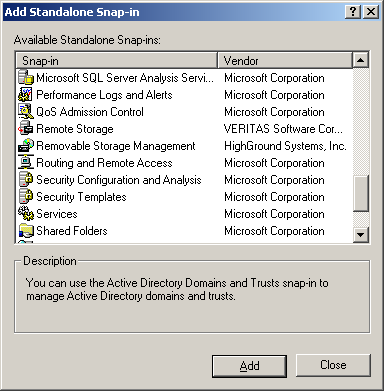 Add Standalone Snap-in
Available Standalone Snap-ins:
Snap-in Vendor
Microsoft SQL Server Analysis Servi... Microsoft Corporation
Performance Logs and Alerts Microsoft Corporation
QoS Admission Control Microsoft Corporation
Remote Storage VERITAS Software Cor...
Removable Storage Management HighGround Systems, Inc.
Routing and Remote Access Microsoft Corporation
Security Configuration and Analysis Microsoft Corporation
Security Templates Microsoft Corporation
Services Microsoft Corporation
Shared Folders Microsoft Corporation
Description
You can use the Active Directory Domains and Trusts snap-in to
manage Active Directory domains and trusts.
Add Close